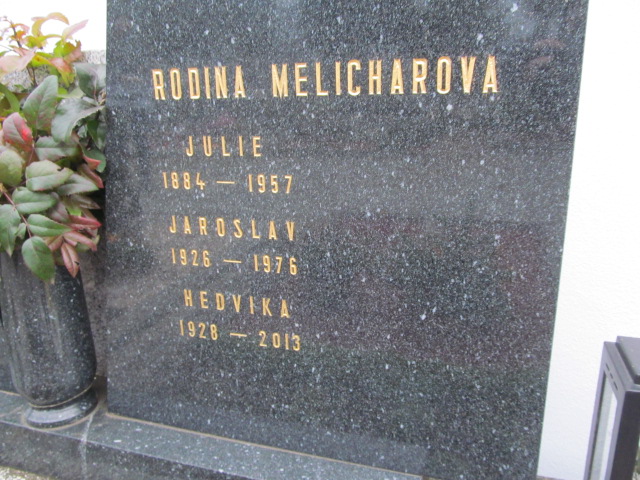 RODINA MELICHAROVA
JULIE
1884 — 1957
JAROSLAV
1926 — 1976
HEDVIKA
1928 — 2013